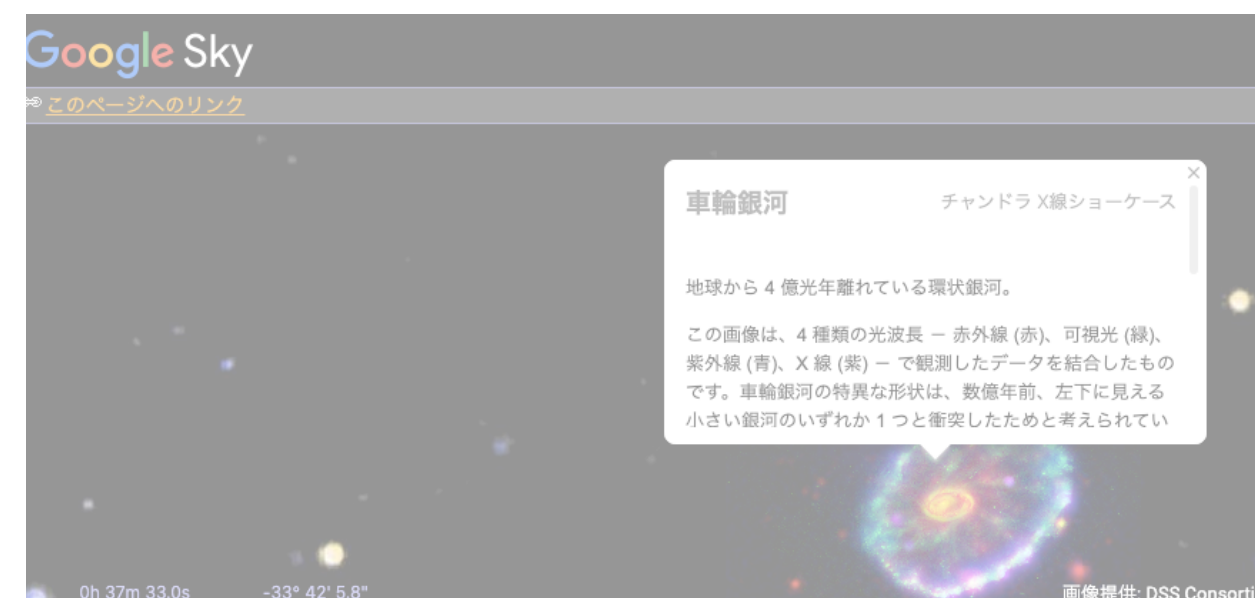 Google Sky
このページへのリンク
車輪銀河
チャンドラ X線ショーケース
地球から 4 億光年離れている環状銀河。
この画像は、4 種類の光波長 － 赤外線 (赤)、可視光 (緑)、
紫外線 (青)、X 線 (紫) － で観測したデータを結合したもの
です。車輪銀河の特異な形状は、数億年前、左下に見える
小さい銀河のいずれか 1 つと衝突したためと考えられてい
0h 37m 33.0s
-33° 42' 5.8"
画像提供: DSS Consorti